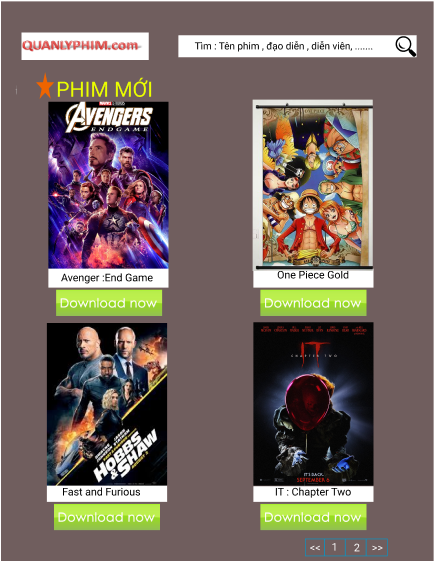 QUANLYPHIM.com
Tìm : Tên phim , đạo diễn , diễn viên, .......
PHIM MỚI
MARVEL STUDIOS
AVENGERS
ENDGAME
Avenger :End Game
One Piece Gold
Download now
Download now
HOBBS
& SHAW
IT
CHAPTER TWO
IT'S BACK.
SEPTEMBER 6
Fast and Furious
IT : Chapter Two
Download now
Download now
<< 1 2 >>